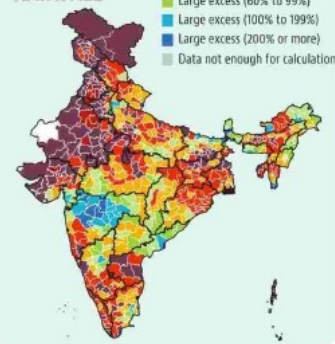 Large excess (60% to 99%)
Large excess (100% to 199%)
Large excess (200% or more)
Data not enough for calculation